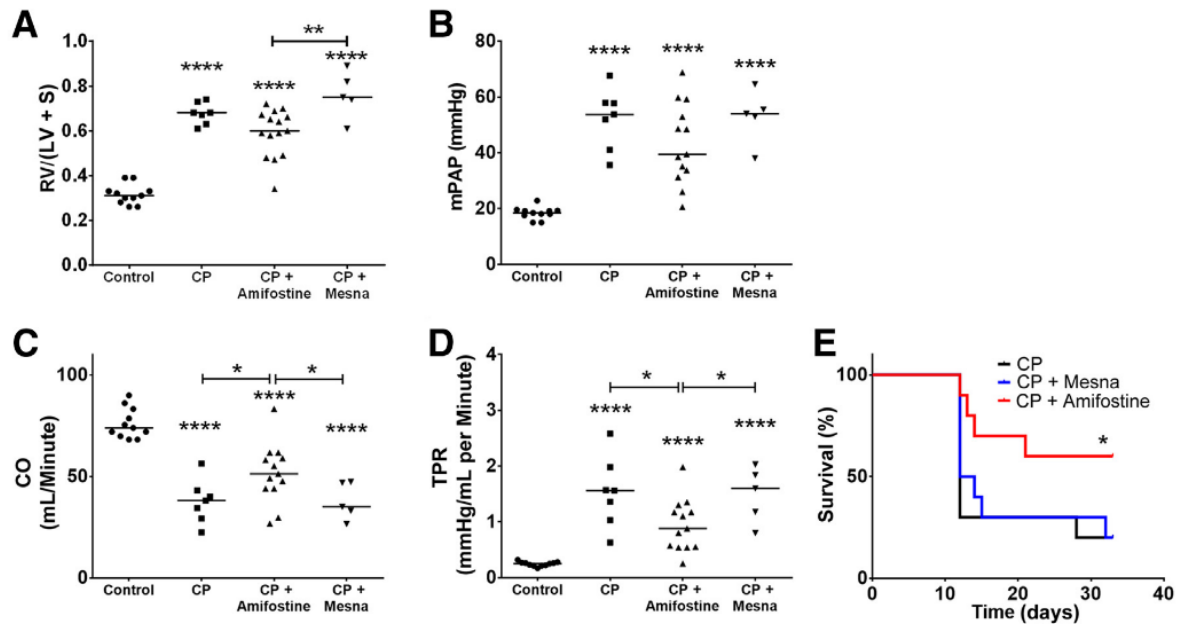 A
RV/(LV + S)
1.0
0.8
0.6
0.4
0.2
0.0
**
****
****
****
Control
CP
CP +
Amifostine
CP +
Mesna
B
mPAP (mmHg)
80
60
40
20
0
****
****
****
Control
CP
CP +
Amifostine
CP +
Mesna
C
CO
(mL/Minute)
100
50
0
*
*
****
****
****
Control
CP
CP +
Amifostine
CP +
Mesna
D
TPR
(mmHg/mL per Minute)
4
3
2
1
0
*
*
****
****
****
Control
CP
CP +
Amifostine
CP +
Mesna
E
Survival (%)
100
50
0
CP
CP + Mesna
CP + Amifostine
*
0
10
20
30
40
Time (days)